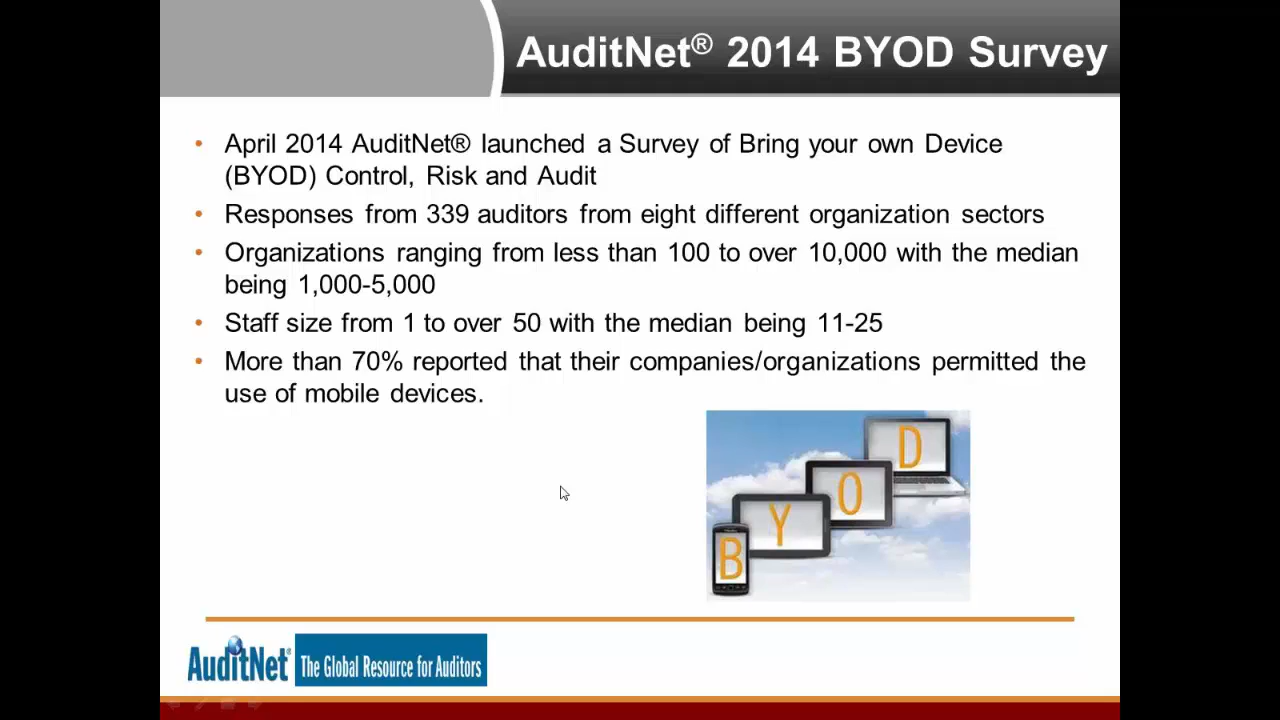 AuditNet® 2014 BYOD Survey
• April 2014 AuditNet® launched a Survey of Bring your own Device
(BYOD) Control, Risk and Audit
• Responses from 339 auditors from eight different organization sectors
• Organizations ranging from less than 100 to over 10,000 with the median
being 1,000-5,000
• Staff size from 1 to over 50 with the median being 11-25
• More than 70% reported that their companies/organizations permitted the
use of mobile devices.
B Y O D
AuditNet® The Global Resource for Auditors